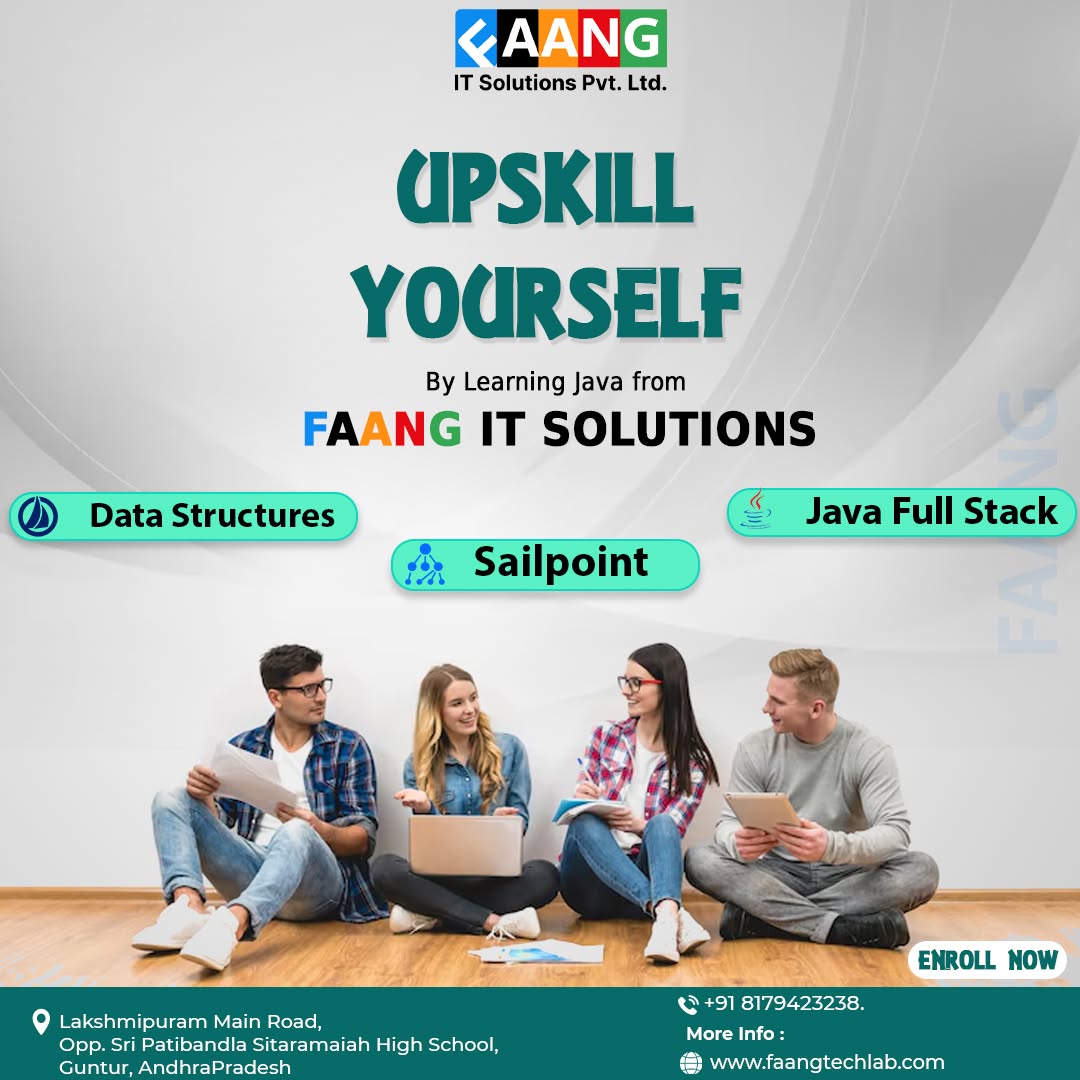 FAANG
IT Solutions Pvt. Ltd.
UPSKILL
YOURSELF
By Learning Java from
FAANG IT SOLUTIONS
Data Structures
Java Full Stack
Sailpoint
FAANG
ENROLL NOW
Lakshmipuram Main Road,
Opp. Sri Patibandla Sitaramaiah High School,
Guntur, AndhraPradesh
+91 8179423238.
More Info :
www.faangtechlab.com